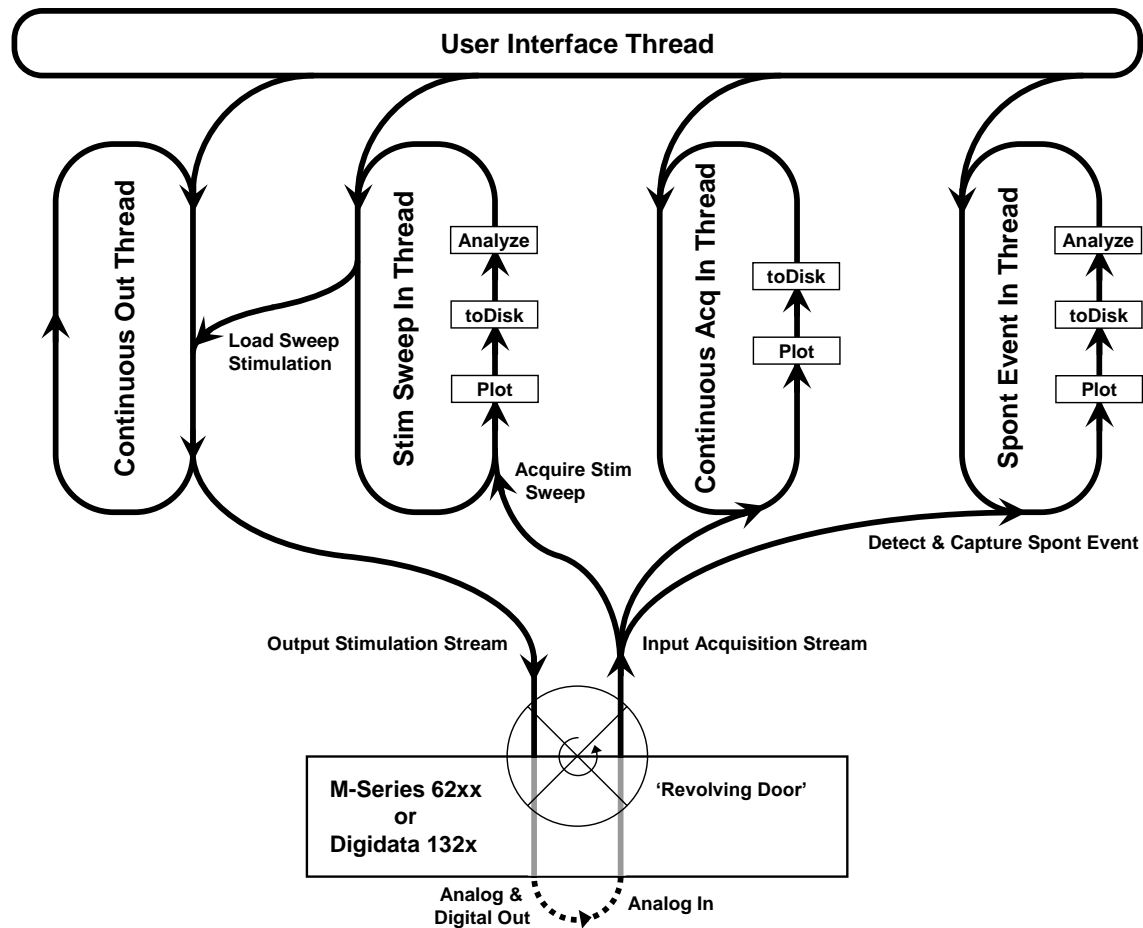 User Interface Thread
Continuous Out Thread
Load Sweep
Stimulation
Stim Sweep In Thread
Analyze
toDisk
Plot
Acquire Stim
Sweep
Continuous Acq In Thread
toDisk
Plot
Spont Event In Thread
Analyze
toDisk
Plot
Detect & Capture Spont Event
Output Stimulation Stream
Input Acquisition Stream
M-Series 62xx
or
Digidata 132x
‘Revolving Door’
Analog &
Digital Out
Analog In